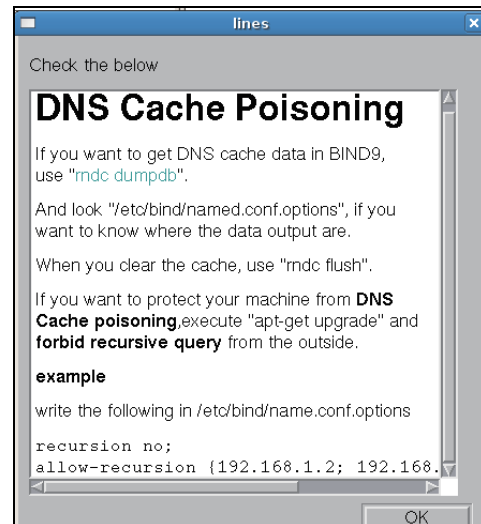 lines
Check the below
DNS Cache Poisoning
If you want to get DNS cache data in BIND9,
use "rndc dumpdb".
And look "/etc/bind/named.conf.options", if you
want to know where the data output are.
When you clear the cache, use "rndc flush".
If you want to protect your machine from DNS
Cache poisoning,execute "apt-get upgrade" and
forbid recursive query from the outside.
example
write the following in /etc/bind/name.conf.options
recursion no;
allow-recursion {192.168.1.2; 192.168.
OK